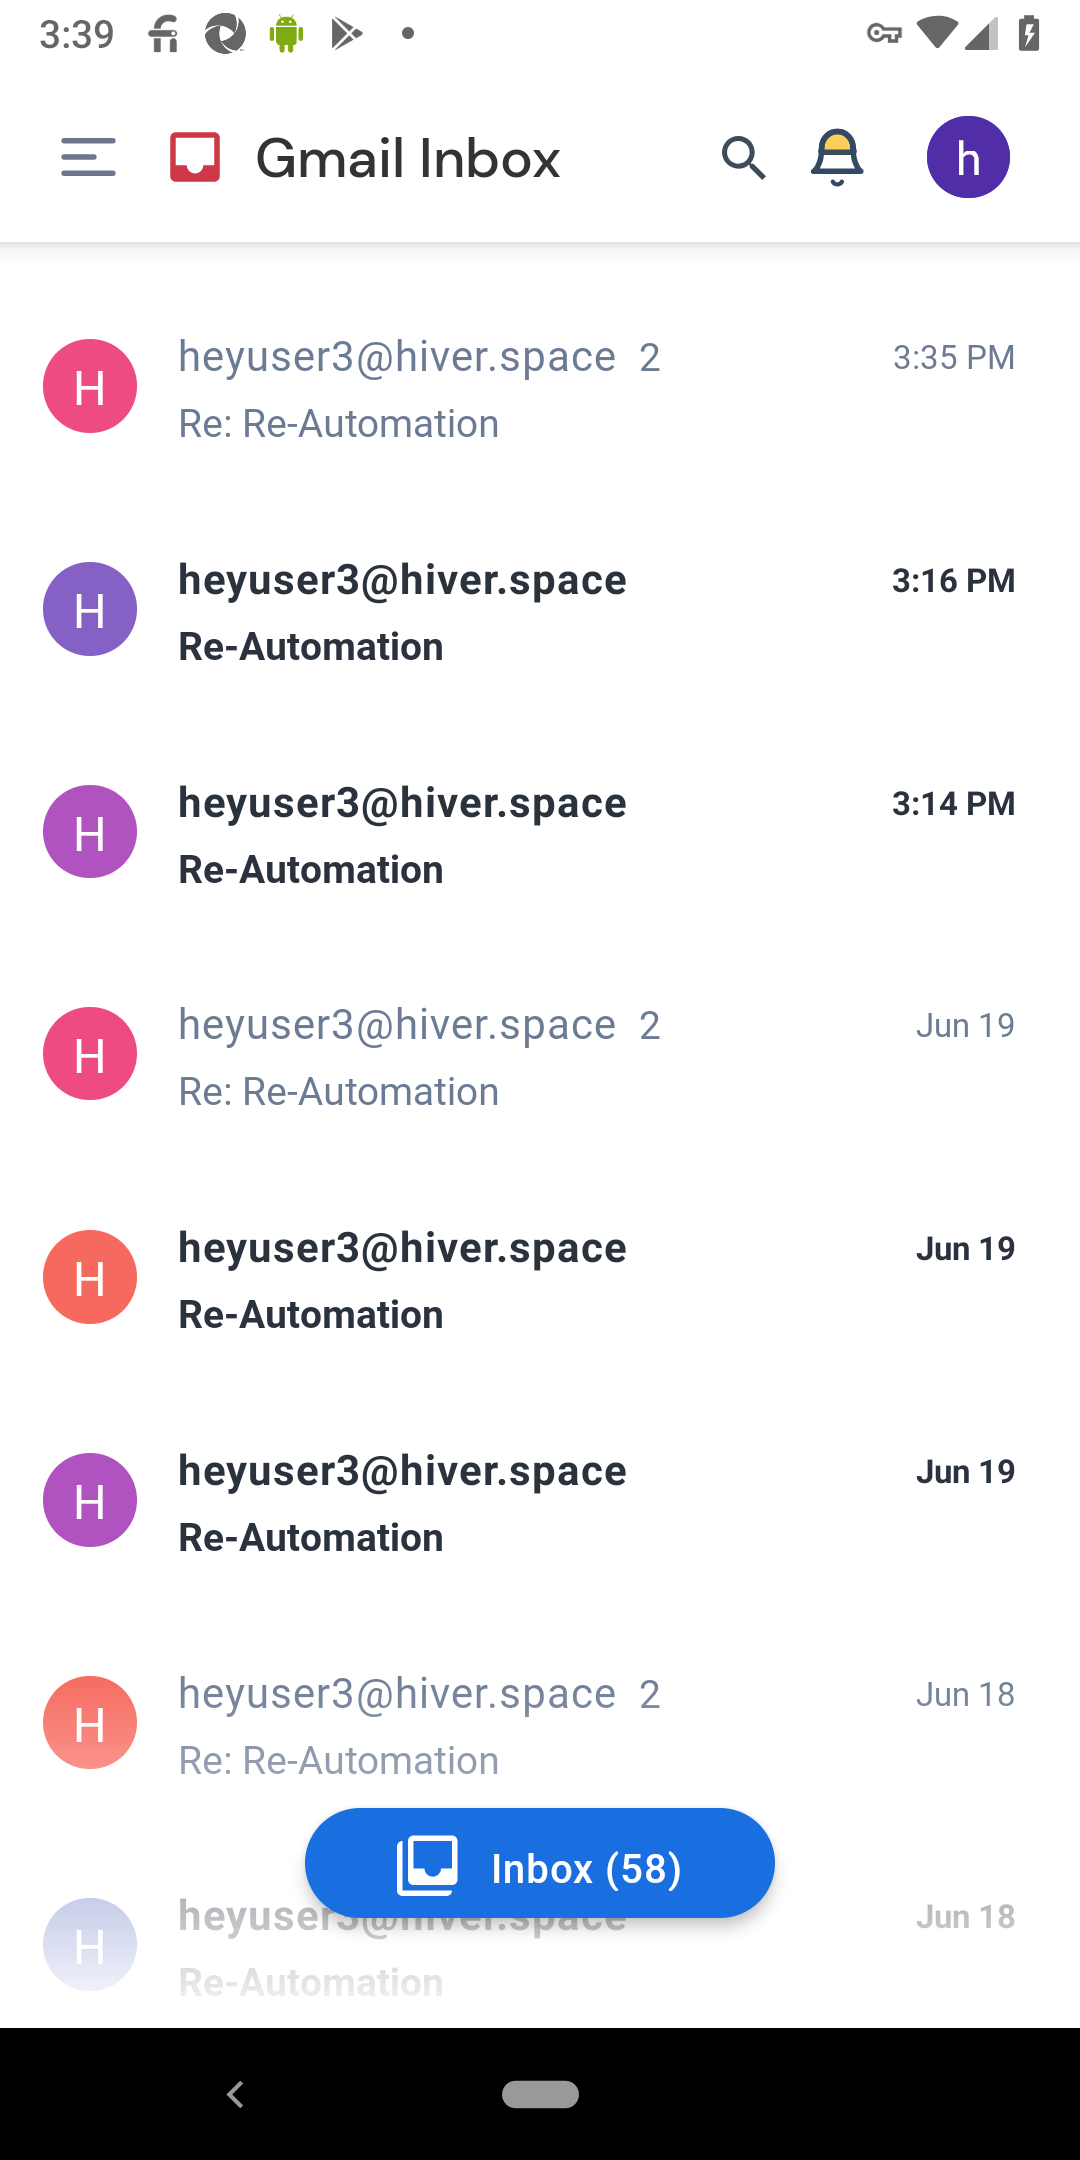 3:39
Gmail Inbox
h
H
heyuser3@hiver.space 2
3:35 PM
Re: Re-Automation
H
heyuser3@hiver.space
3:16 PM
Re-Automation
H
heyuser3@hiver.space
3:14 PM
Re-Automation
H
heyuser3@hiver.space 2
Jun 19
Re: Re-Automation
H
heyuser3@hiver.space
Jun 19
Re-Automation
H
heyuser3@hiver.space
Jun 19
Re-Automation
H
heyuser3@hiver.space 2
Jun 18
Re: Re-Automation
Inbox (58)
H
heyuser3@hiver.space
Jun 18
Re-Automation